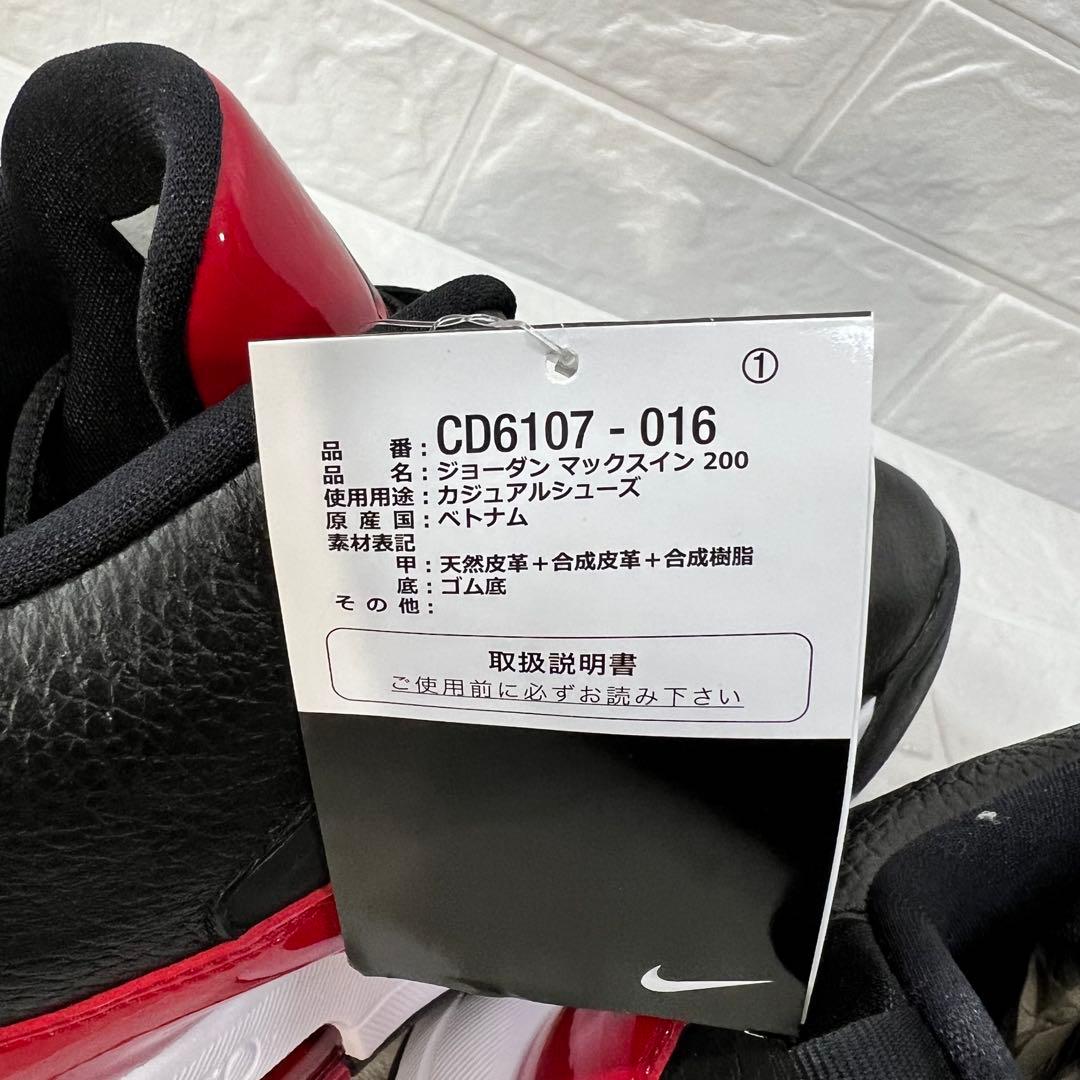 ①
品番:CD6107-016
品名:ジョーダン マックスイン 200
使用用途:カジュアルシューズ
原産国:ベトナム
素材表記
甲:天然皮革+合成皮革+合成樹脂
底:ゴム底
その他:
取扱説明書
ご使用前に必ずお読み下さい